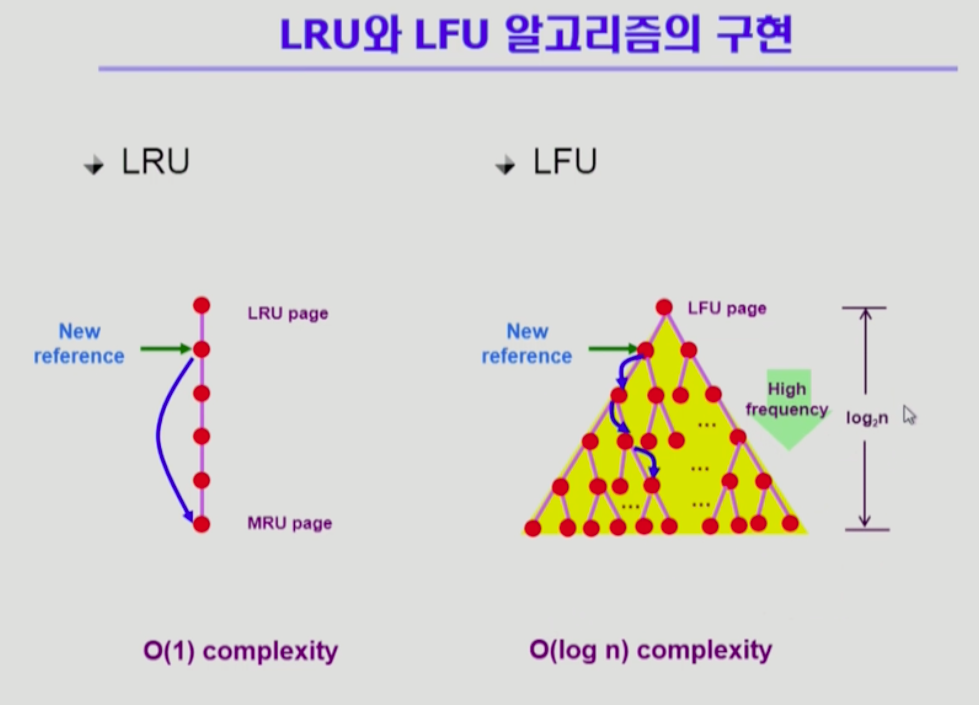 LRU와 LFU 알고리즘의 구현
LRU
LFU
LRU page
New
reference
MRU page
O(1) complexity
LFU page
New
reference
High
frequency
log₂n
...
...
...
...
O(log n) complexity